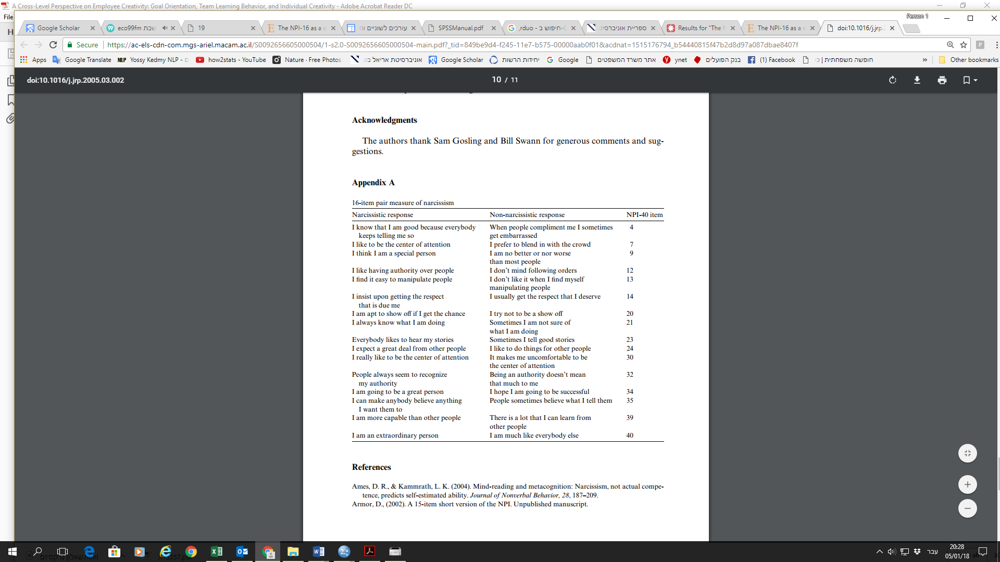 A Cross-Level Perspective on Employee Creativity: Goal Orientation, Team Learning Behavior, and Individual Creativity - Adobe Acrobat Reader DC
File
Person 1
Google Scholar
eco99fm שבת
19
The NPI-16 as a s
עורכים לשוניים ומ
SPSSManual.pdf
ספריית אוניברסי
Results for "The N
The NPI-16 as a s
doi:10.1016/j.jrp.2
Secure
https://ac-els-cdn-com.mgs-ariel.macam.ac.il/S0092656605000504/1-s2.0-S0092656605000504-main.pdf?_tid=849be9d4-f245-11e7-b575-00000aab0f01&acdnat=1515176794_b54440815f47b2d8d97a087dbae8407f
Apps
Google Translate
NLP Yossy Kedmy NLP -
how2stats - YouTube
Nature · Free Photos
אוניברסיטת אריאל בש
Google Scholar
יחידות הרשות
Google
אתר משרד המשפטים
ynet
בנק הפועלים
(1) Facebook
חופשה משפחתית | כ
» Other bookmarks
doi:10.1016/j.jrp.2005.03.002
10 / 11
Acknowledgments
The authors thank Sam Gosling and Bill Swann for generous comments and sug-
gestions.
Appendix A
16-item pair measure of narcissism
Narcissistic response Non-narcissistic response NPI-40 item
I know that I am good because everybody When people compliment me I sometimes 4
keeps telling me so get embarrassed
I like to be the center of attention I prefer to blend in with the crowd 7
I think I am a special person I am no better or nor worse 9
than most people
I like having authority over people I don't mind following orders 12
I find it easy to manipulate people I don't like it when I find myself 13
manipulating people
I insist upon getting the respect I usually get the respect that I deserve 14
that is due me
I am apt to show off if I get the chance I try not to be a show off 20
I always know what I am doing Sometimes I am not sure of 21
what I am doing
Everybody likes to hear my stories Sometimes I tell good stories 23
I expect a great deal from other people I like to do things for other people 24
I really like to be the center of attention It makes me uncomfortable to be 30
the center of attention
People always seem to recognize Being an authority doesn't mean 32
my authority that much to me
I am going to be a great person I hope I am going to be successful 34
I can make anybody believe anything People sometimes believe what I tell them 35
I want them to
I am more capable than other people There is a lot that I can learn from 39
other people
I am an extraordinary person I am much like everybody else 40
References
Ames, D. R., & Kammrath, L. K. (2004). Mind-reading and metacognition: Narcissism, not actual compe-
tence, predicts self-estimated ability. Journal of Nonverbal Behavior, 28, 187–209.
Armor, D., (2002). A 15-item short version of the NPI. Unpublished manuscript.
עבר
20:28
05/01/18